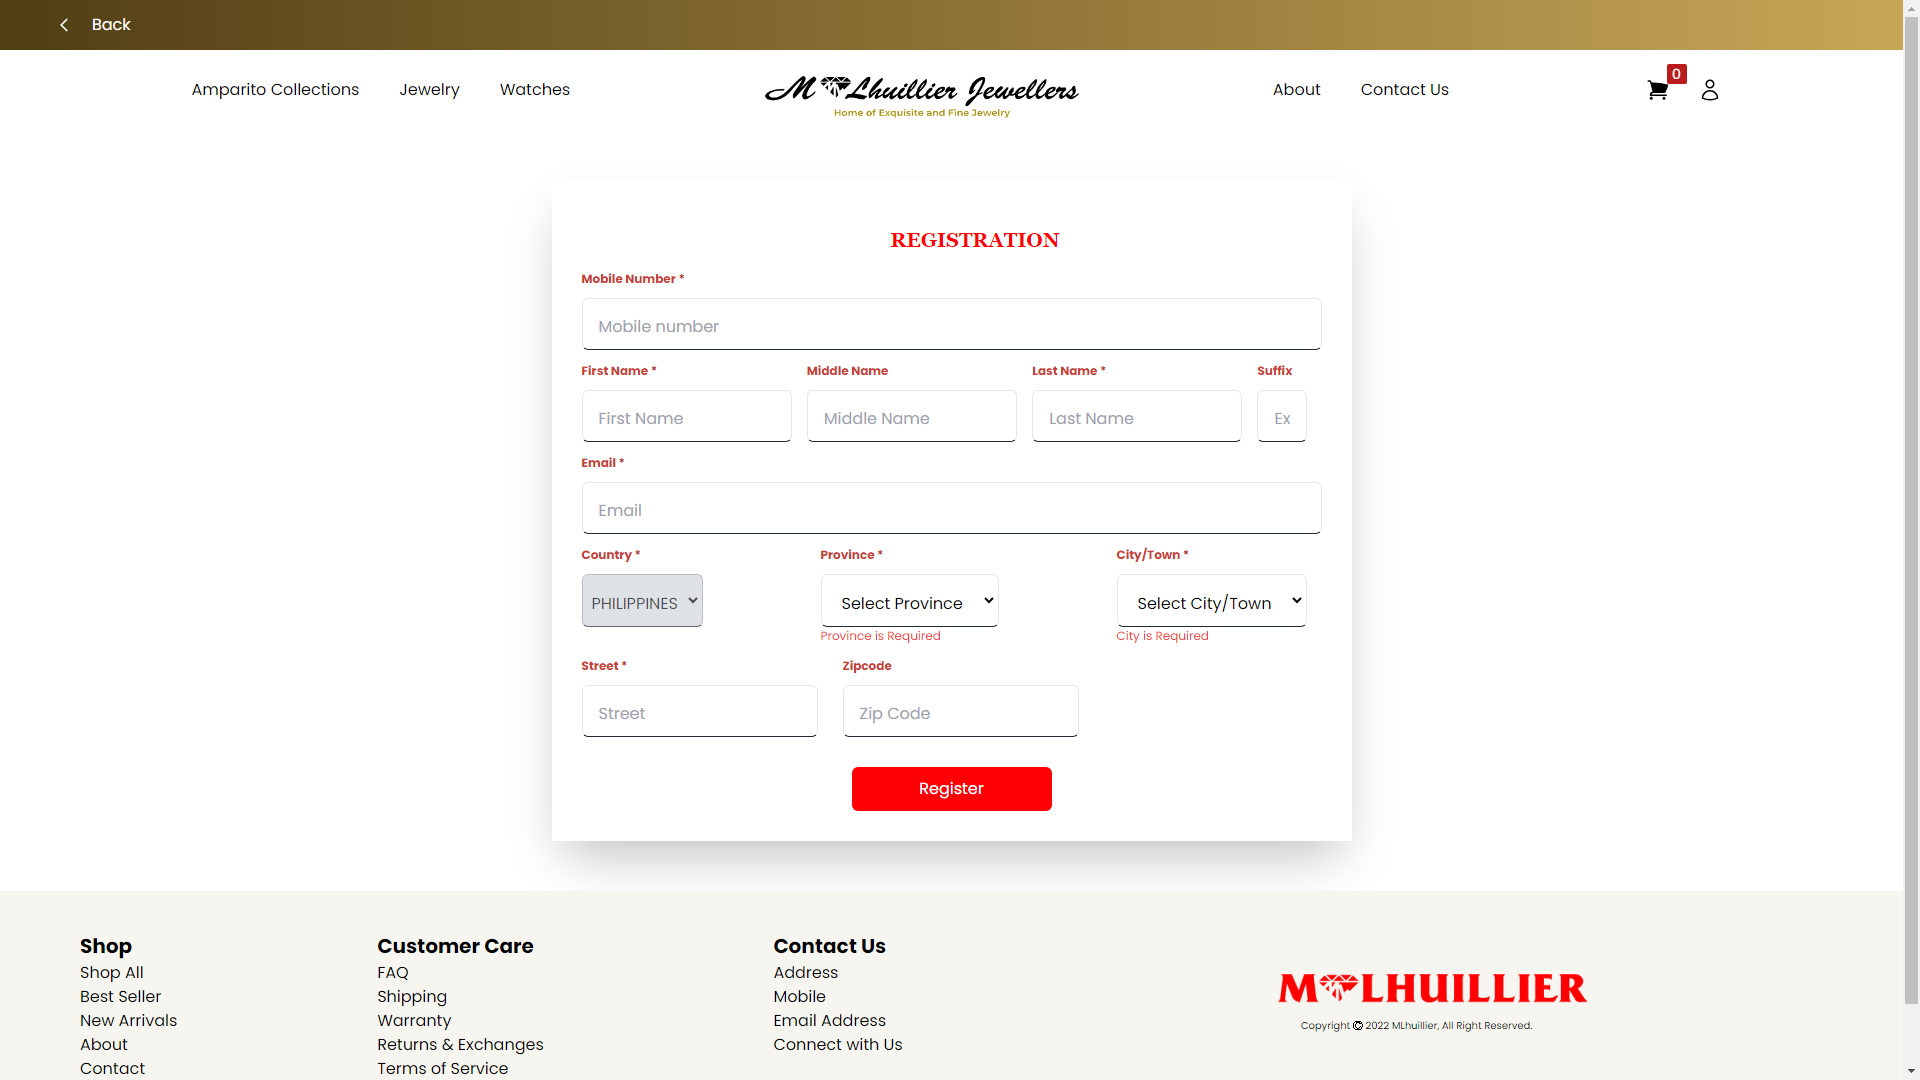 Back
Amparito Collections
Jewelry
Watches
M Lhuillier Jewellers
Home of Exquisite and Fine Jewelry
About
Contact Us
0
REGISTRATION
Mobile Number *
Mobile number
First Name *
Middle Name
Last Name *
Suffix
First Name
Middle Name
Last Name
Ex
Email *
Email
Country *
Province *
City/Town *
PHILIPPINES
Select Province
Select City/Town
Province is Required
City is Required
Street *
Zipcode
Street
Zip Code
Register
Shop
Shop All
Best Seller
New Arrivals
About
Contact
Customer Care
FAQ
Shipping
Warranty
Returns & Exchanges
Terms of Service
Contact Us
Address
Mobile
Email Address
Connect with Us
M LHUILLIER
Copyright © 2022 MLhuillier, All Right Reserved.